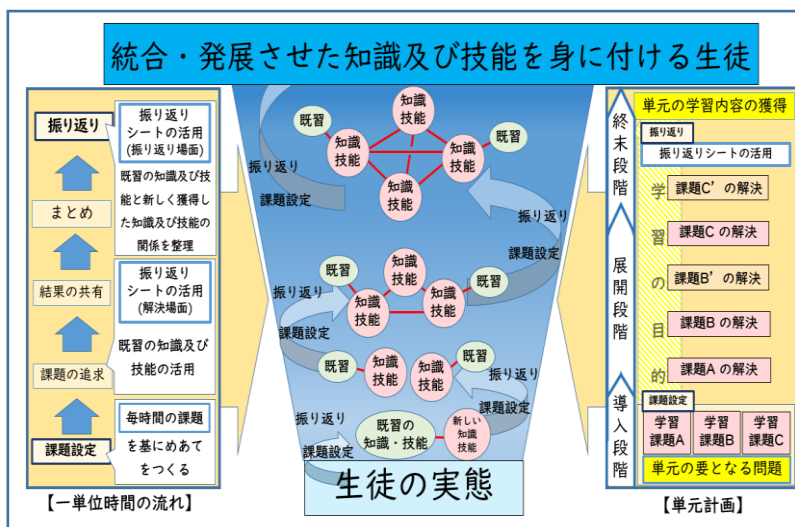 統合・発展させた知識及び技能を身に付ける生徒
振り返り
まとめ
結果の共有
課題の追求
課題設定
振り返り
シートの活用
(振り返り場面)
既習の知識及び技
能と新しく獲得し
た知識及び技能の
関係を整理
振り返り
シートの活用
(解決場面)
既習の知識及び
技能の活用
毎時間の課題
を基にめあて
をつくる
【一単位時間の流れ】
知識
技能
既習
知識
技能
知識
技能
既習
知識
技能
振り返り
課題設定
振り返り
課題設定
既習
知識
技能
知識
技能
知識
技能
既習
振り返り
課題設定
既習
知識
技能
知識
技能
既習
振り返り
課題設定
振り返り
課題設定
既習の
知識・技能
新しい
知識
技能
生徒の実態
終末段階
展開段階
導入段階
単元の学習内容の獲得
振り返り
振り返りシートの活用
学習の目的
課題C’の解決
課題Cの解決
課題B’の解決
課題Bの解決
課題Aの解決
課題設定
学習
課題A
学習
課題B
学習
課題C
単元の要となる問題
【単元計画】